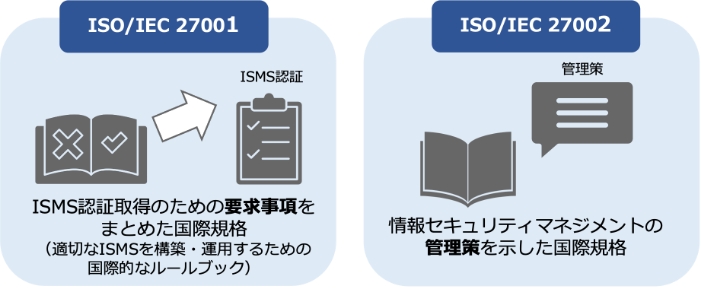 ISO/IEC 27001
ISMS認証
ISMS認証取得のための要求事項を
まとめた国際規格
（適切なISMSを構築・運用するための
国際的なルールブック）
ISO/IEC 27002
管理策
情報セキュリティマネジメントの
管理策を示した国際規格